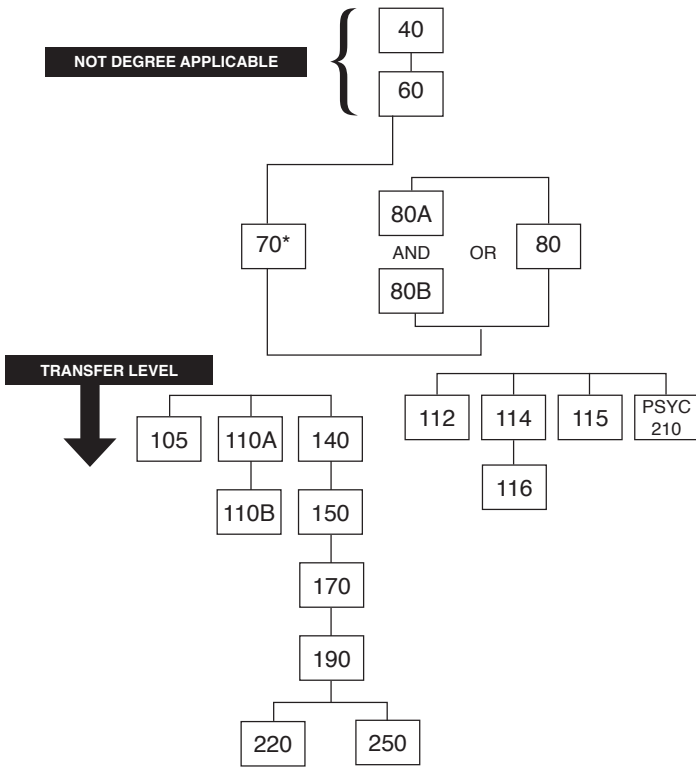 40
NOT DEGREE APPLICABLE
60
80A
70*
AND
OR
80
80B
TRANSFER LEVEL
105
110A
140
112
114
115
PSYC
210
110B
150
116
170
190
220
250